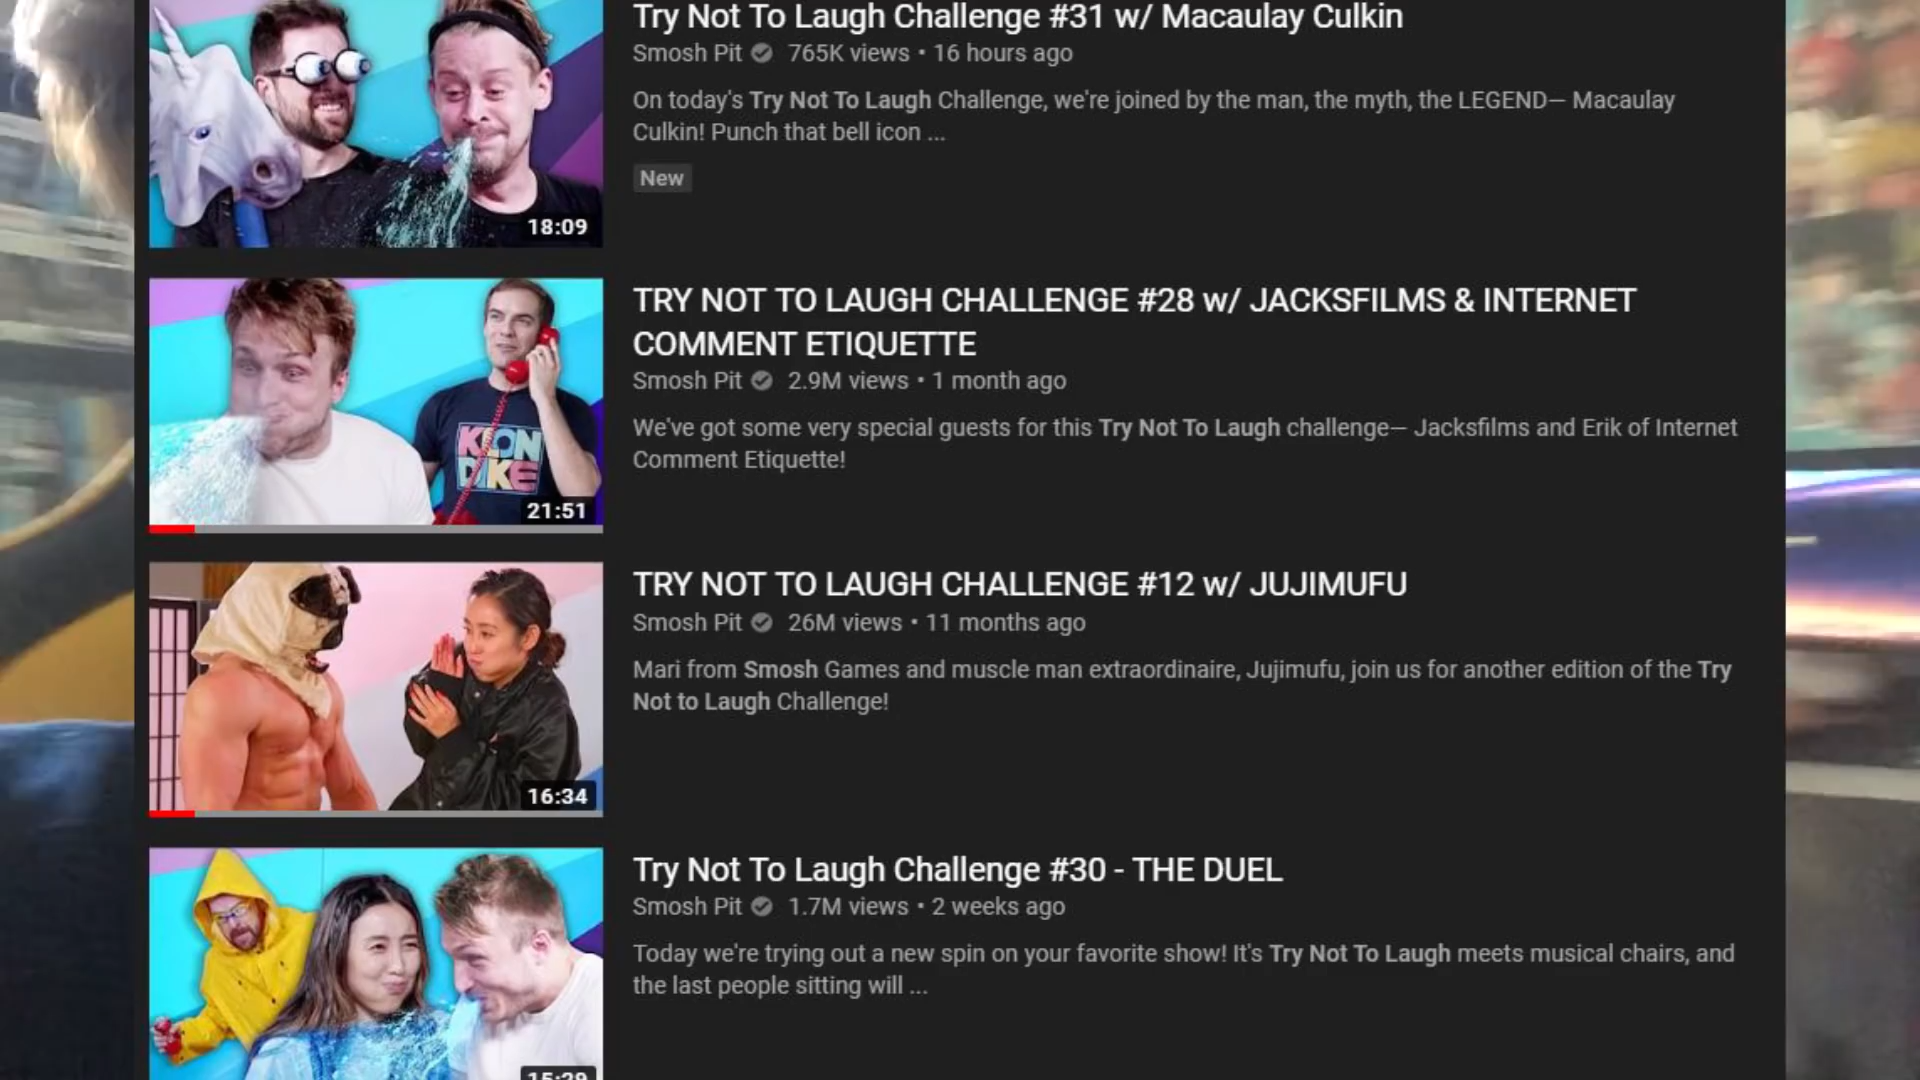 Try Not To Laugh Challenge #31 w/ Macaulay Culkin
Smosh Pit 765K views • 16 hours ago
On today's Try Not To Laugh Challenge, we're joined by the man, the myth, the LEGEND— Macaulay
Culkin! Punch that bell icon ...
New
18:09
TRY NOT TO LAUGH CHALLENGE #28 w/ JACKSFILMS & INTERNET
COMMENT ETIQUETTE
Smosh Pit 2.9M views • 1 month ago
We've got some very special guests for this Try Not To Laugh challenge— Jacksfilms and Erik of Internet
Comment Etiquette!
KLON
DIKE
21:51
TRY NOT TO LAUGH CHALLENGE #12 w/ JUJIMUFU
Smosh Pit 26M views • 11 months ago
Mari from Smosh Games and muscle man extraordinaire, Jujimufu, join us for another edition of the Try
Not to Laugh Challenge!
16:34
Try Not To Laugh Challenge #30 - THE DUEL
Smosh Pit 1.7M views • 2 weeks ago
Today we're trying out a new spin on your favorite show! It's Try Not To Laugh meets musical chairs, and
the last people sitting will ...